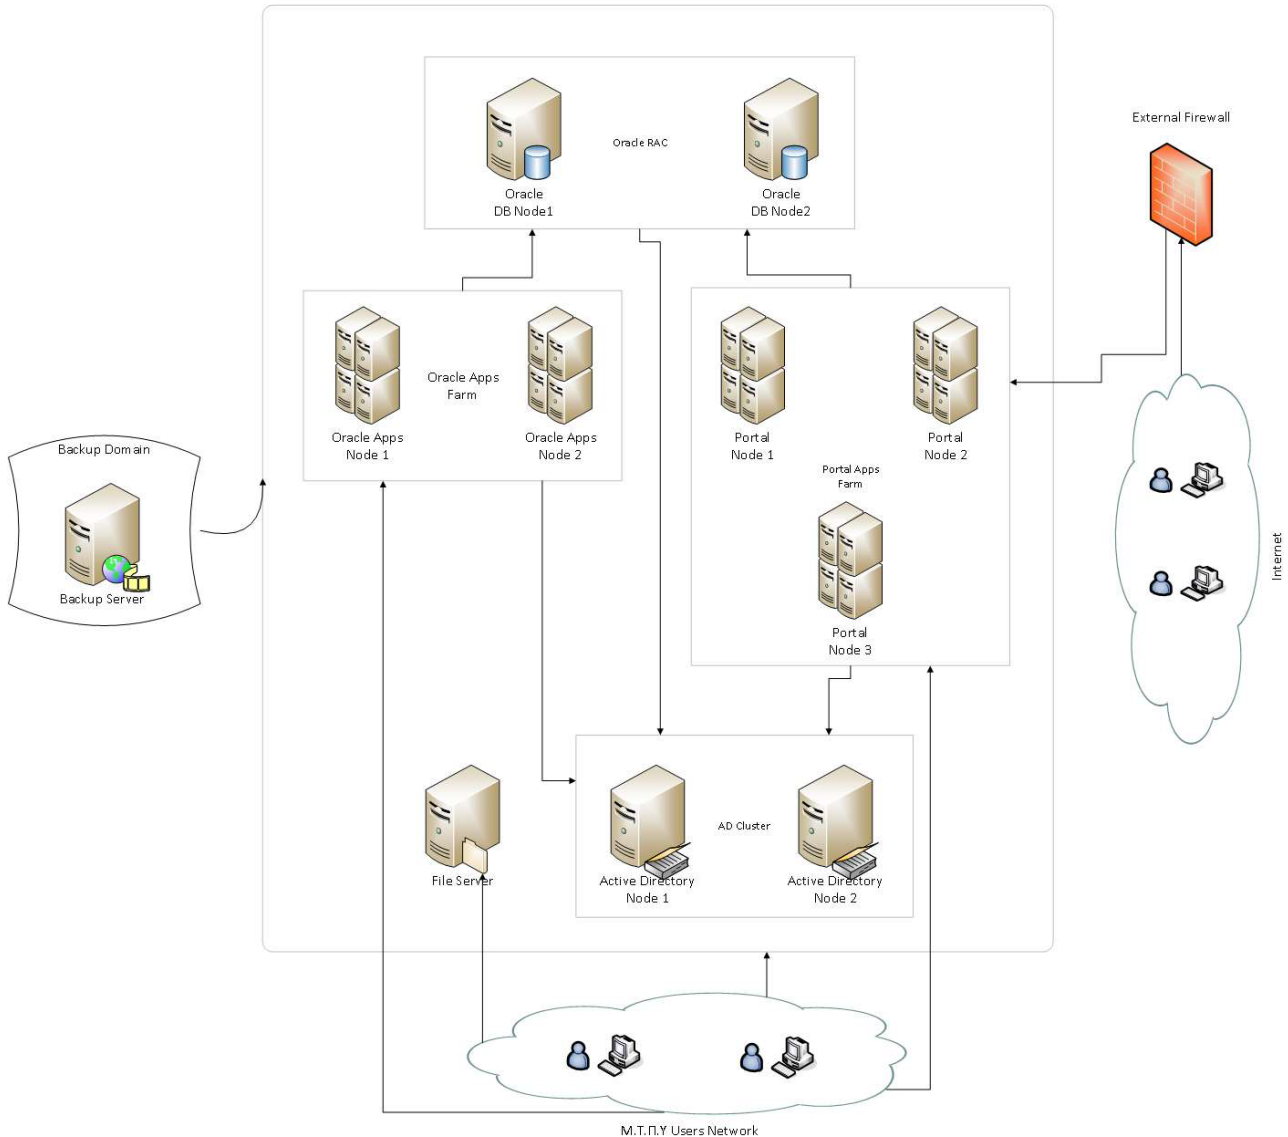 External Firewall
Oracle RAC
Oracle
DB Node1
Oracle
DB Node2
Oracle Apps
Farm
Oracle Apps
Node 1
Oracle Apps
Node 2
Portal
Node 1
Portal
Node 2
Portal Apps
Farm
Portal
Node 3
Backup Domain
Backup Server
Internet
File Server
AD Cluster
Active Directory
Node 1
Active Directory
Node 2
Μ.Τ.Π.Υ Users Network